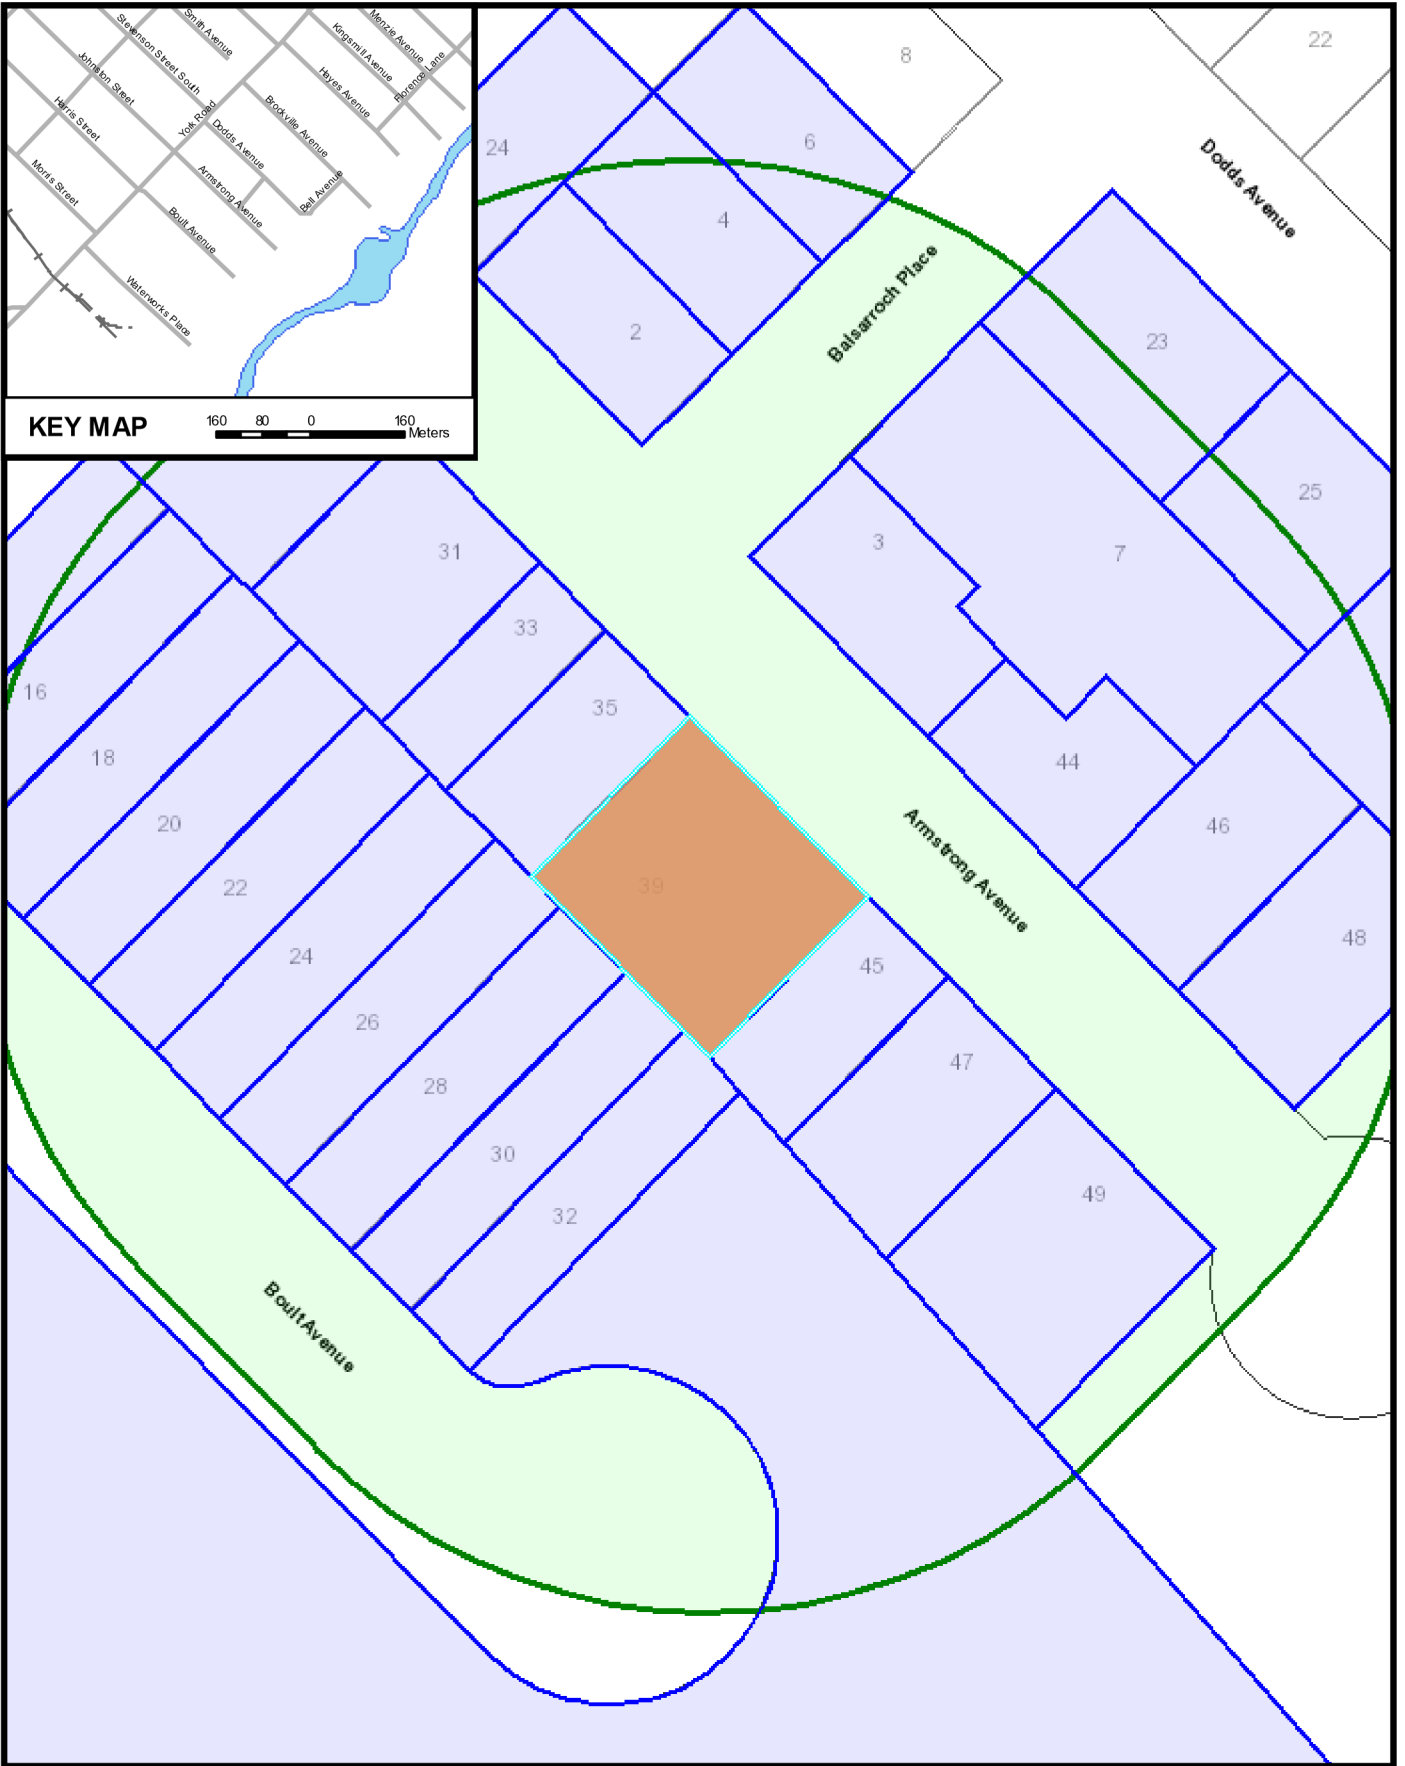 Smith Avenue
Menzie Avenue
Kingsmill Avenue
Stevenson Street South
Florence Lane
Hayes Avenue
Johnston Street
Brockville Avenue
York Road
Harris Street
Dodds Avenue
Armstrong Avenue
Bell Avenue
Morris Street
Boult Avenue
Waterworks Place
KEY MAP
160 80 0 160
Meters
8
22
24
6
Dodds Avenue
4
Balsarroch Place
2
23
25
31
3
7
33
16
35
18
44
20
46
Armstrong Avenue
22
39
24
45
48
26
47
28
30
49
32
Boult Avenue